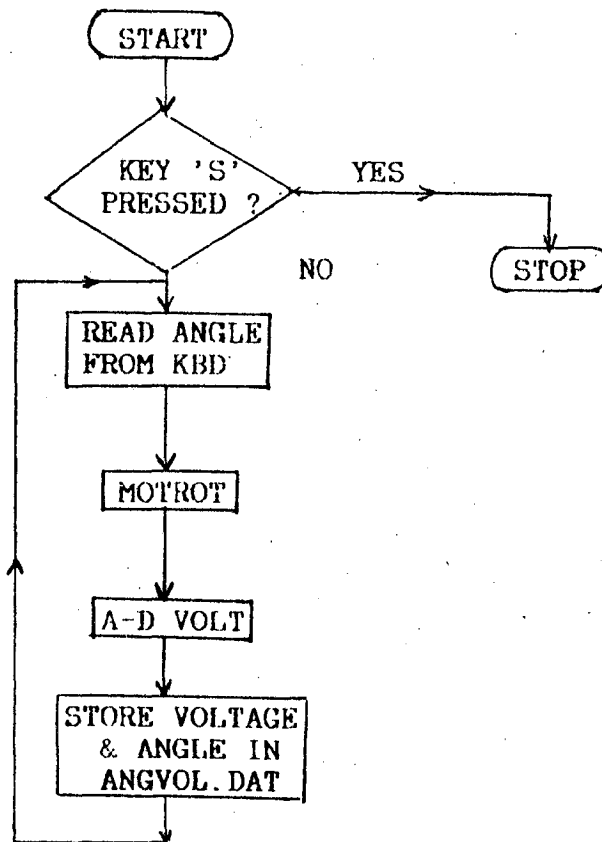 START
KEY 'S'
PRESSED ?
YES
NO
STOP
READ ANGLE
FROM KBD
MOTROT
A-D VOLT
STORE VOLTAGE
& ANGLE IN
ANGVOL.DAT